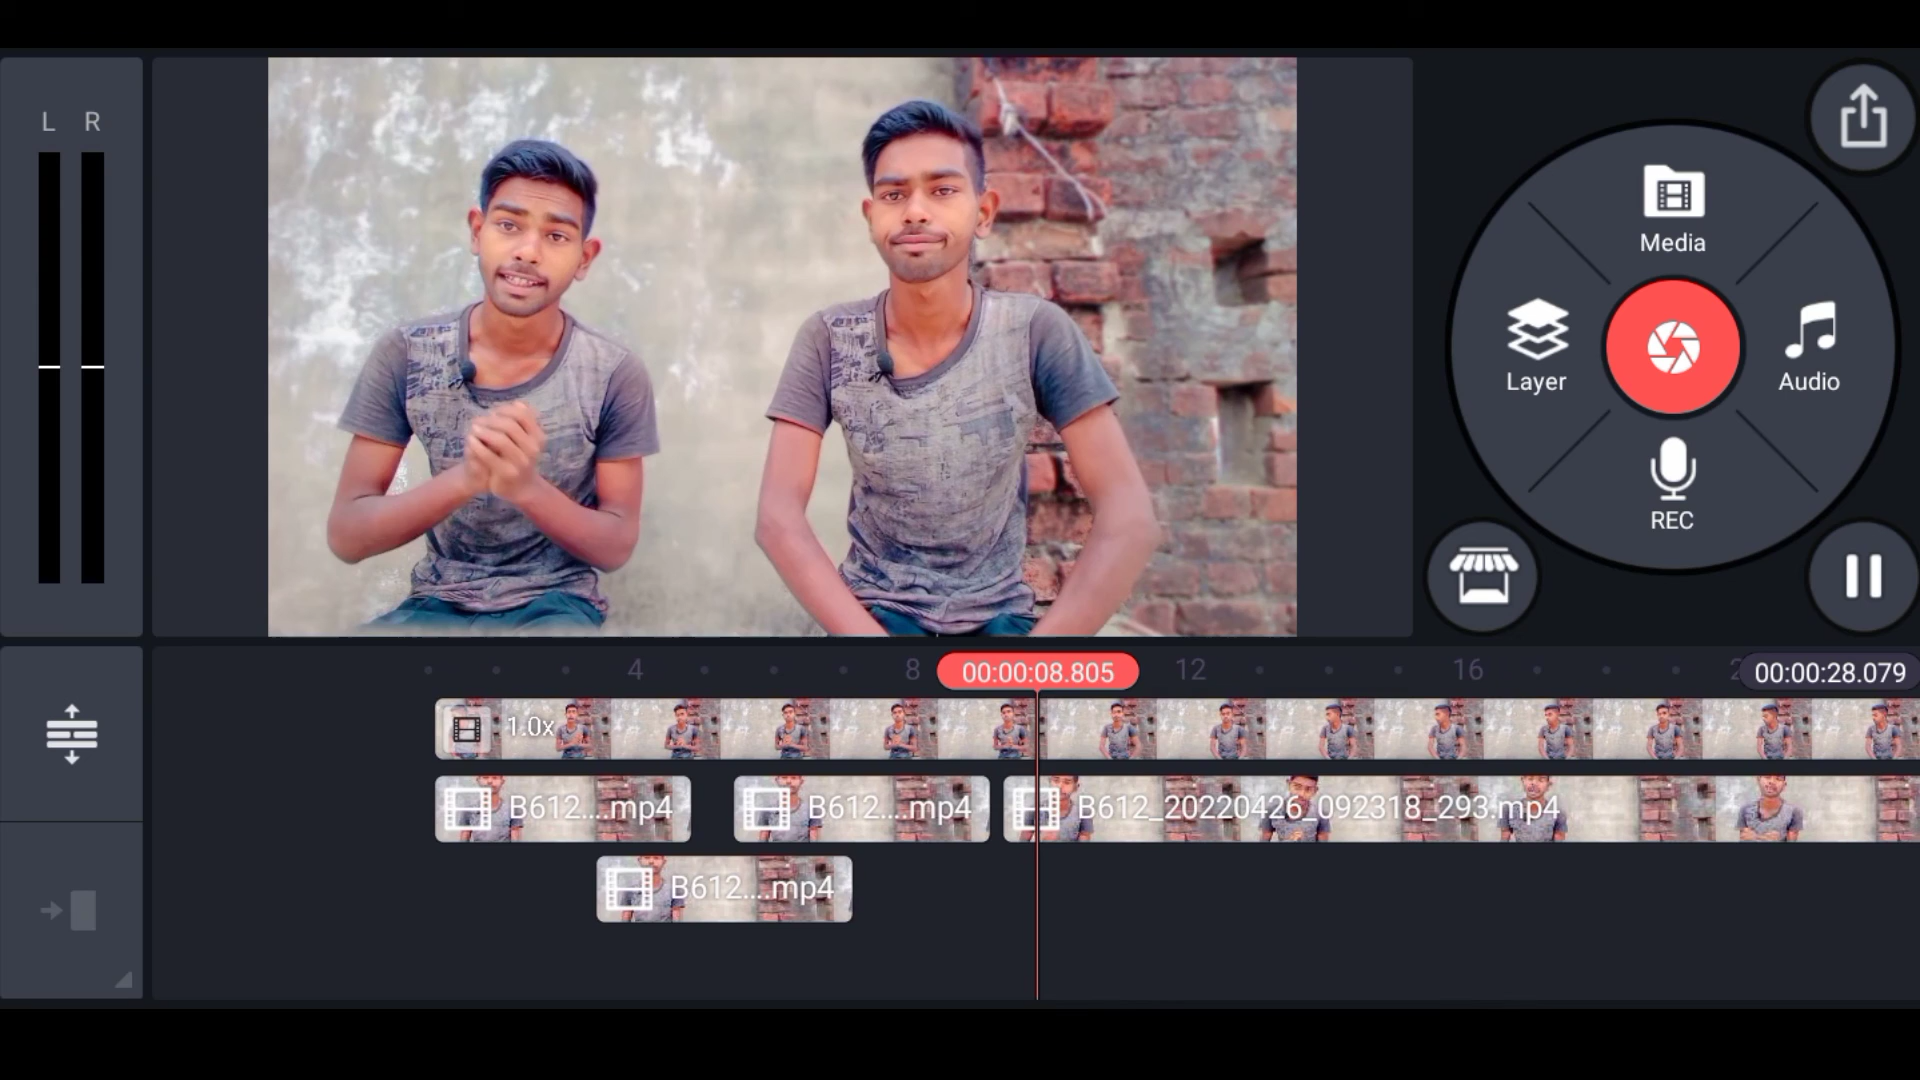 L R
Media
Layer
Audio
REC
4
8
00:00:08.805
12
16
00:00:28.079
1.0x
B612....mp4
B612....mp4
B612_20220426_092318_293.mp4
B612....mp4